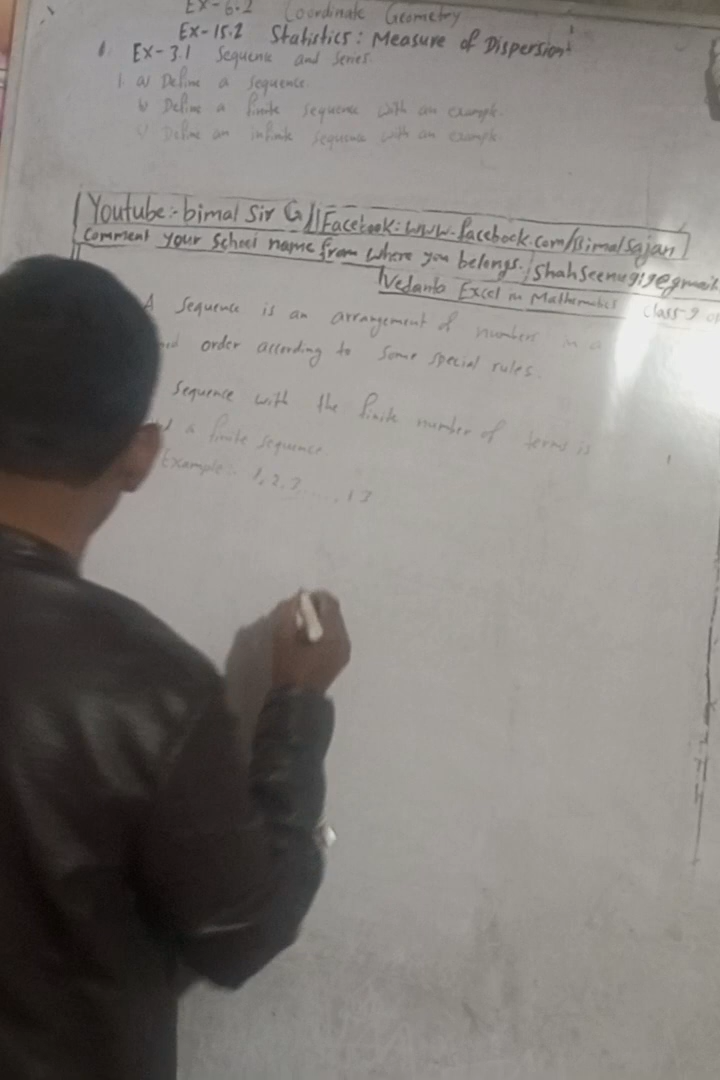 Ex-6.2 Coordinate Geometry
Ex-15.2 Statistics: Measure of Dispersion
Ex-3.1 Sequence and series
1. a) Define a sequence.
b) Define a finite sequence with an example.
c) Define an infinite sequence with an example
Youtube:- bimal Sir G || Facebook: www.facebook.com/Bimalsajan
Comment your School name from where you belongs. shahseenu
Vedanta Excel in Mathematics Class-9
A sequence is an arrangement of numbers in a
order according to some special rules.
Sequence with the finite number of terms is
a finite sequence
Example:- 1, 2, 3 ...., 13